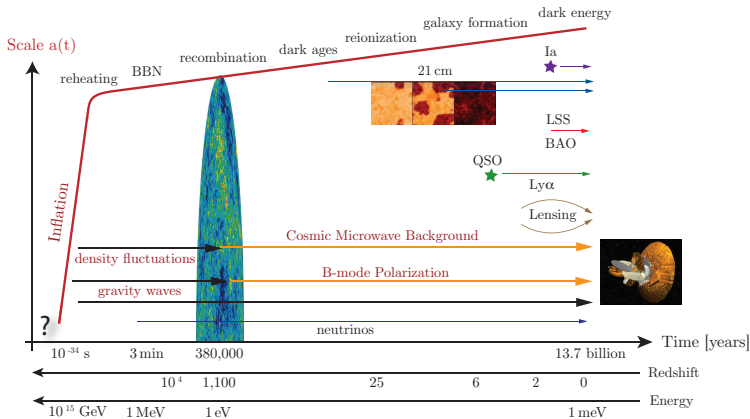 dark energy
galaxy formation
reionization
Scale a(t)
recombination
dark ages
BBN
reheating
Ia
21 cm
LSS
BAO
QSO
Lyα
Lensing
Inflation
Cosmic Microwave Background
density fluctuations
B-mode Polarization
gravity waves
?
neutrinos
Time [years]
10⁻³⁴ s 3 min 380,000 13.7 billion
Redshift
10⁴ 1,100 25 6 2 0
Energy
10¹⁵ GeV 1 MeV 1 eV 1 meV